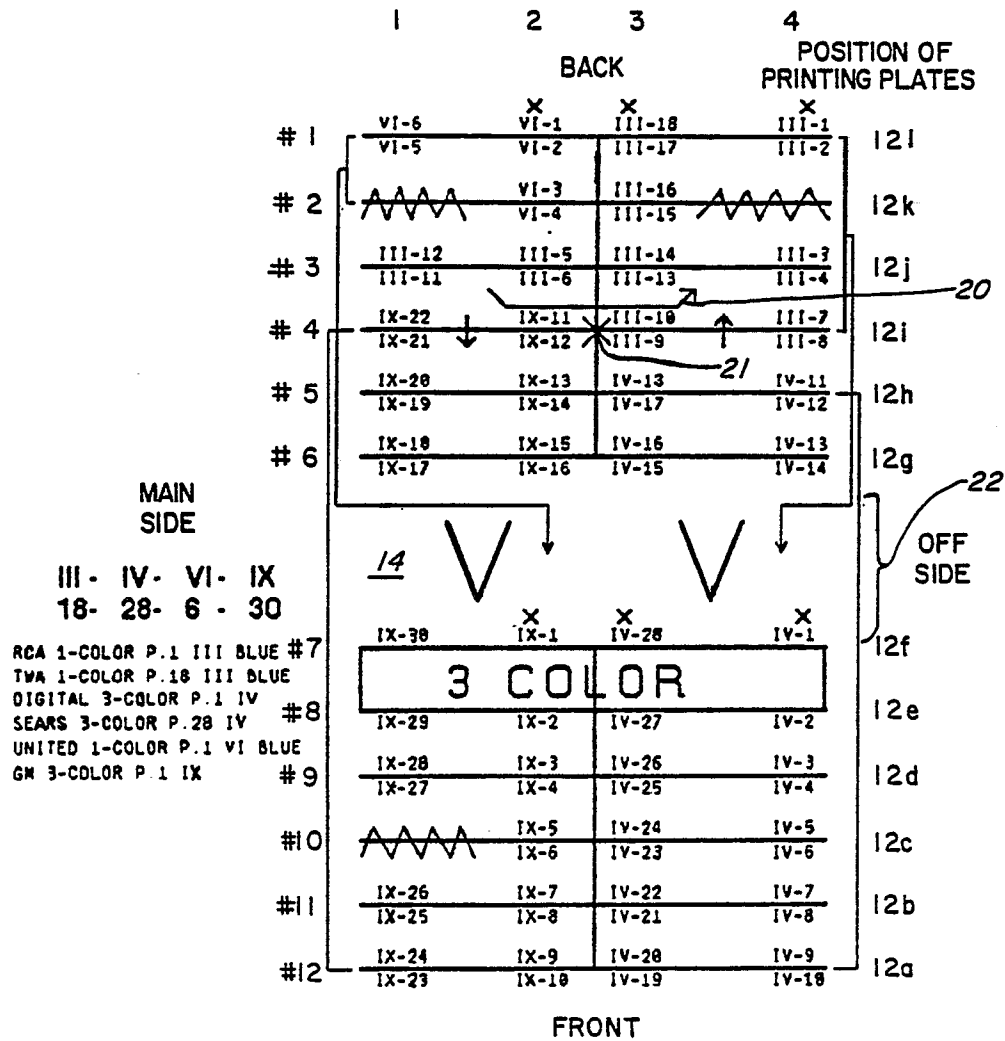 1 2 3 4
BACK
POSITION OF
PRINTING PLATES
X X X
VI-6 VI-1 III-18 III-1
#1 12l
VI-5 VI-2 III-17 III-2
VI-3 III-16
#2 12k
VI-4 III-15
III-12 III-5 III-14 III-3
#3 12j
III-11 III-6 III-13 III-4
20
IX-22 IX-11 III-10 III-7
#4 12i
IX-21 IX-12 III-9 III-8
21
IX-20 IX-13 IV-13 IV-11
#5 12h
IX-19 IX-14 IV-17 IV-12
IX-18 IX-15 IV-16 IV-13
#6 12g
IX-17 IX-16 IV-15 IV-14
22
MAIN
SIDE
OFF
SIDE
14
III - IV - VI - IX
18- 28- 6 - 30
X X X
IX-30 IX-1 IV-28 IV-1
RCA 1-COLOR P.1 III BLUE #7 12f
TWA 1-COLOR P.18 III BLUE
3 COLOR
DIGITAL 3-COLOR P.1 IV
SEARS 3-COLOR P.28 IV #8 12e
IX-29 IX-2 IV-27 IV-2
UNITED 1-COLOR P.1 VI BLUE
GM 3-COLOR P.1 IX
IX-28 IX-3 IV-26 IV-3
#9 12d
IX-27 IX-4 IV-25 IV-4
IX-5 IV-24 IV-5
#10 12c
IX-6 IV-23 IV-6
IX-26 IX-7 IV-22 IV-7
#11 12b
IX-25 IX-8 IV-21 IV-8
IX-24 IX-9 IV-20 IV-9
#12 12a
IX-23 IX-10 IV-19 IV-10
FRONT